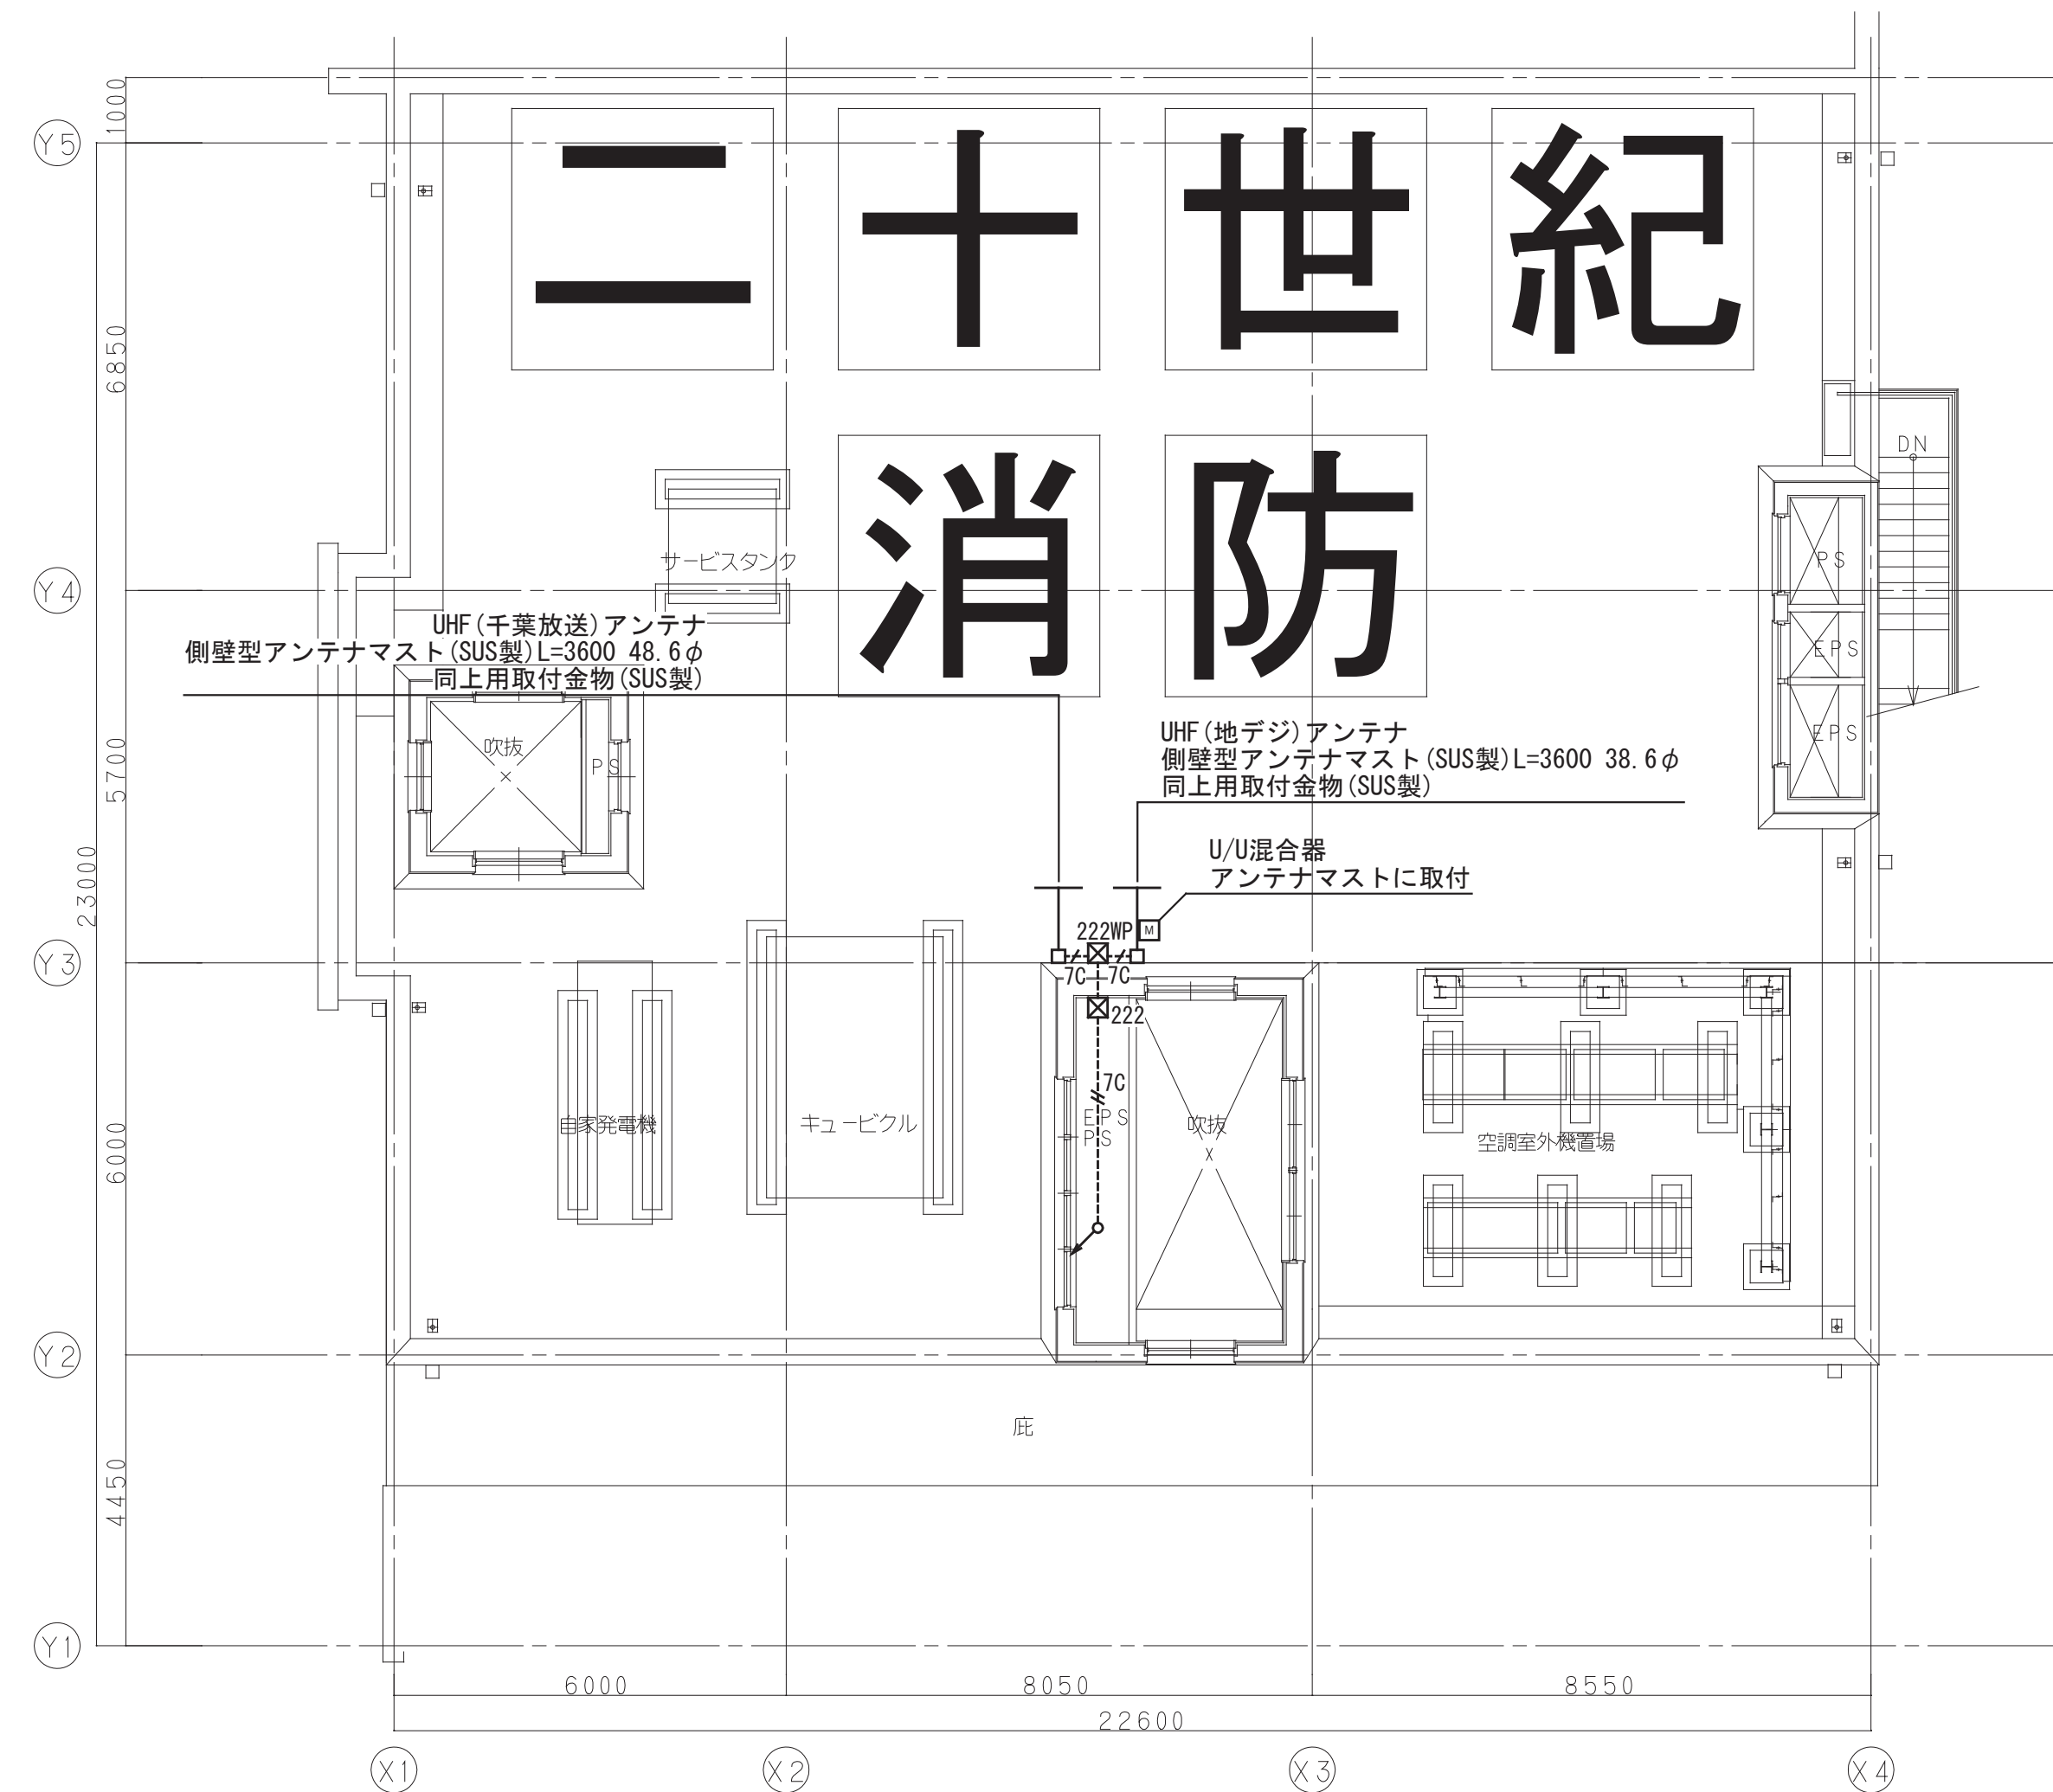 二十世紀
消防
1000
Y5
6850
DN
サービスタンク
PS
Y4
UHF(千葉放送)アンテナ
側壁型アンテナマスト(SUS製)L=3600 48.6φ
同上用取付金物(SUS製)
EPS
EPS
吹抜
PS
5700
UHF(地デジ)アンテナ
側壁型アンテナマスト(SUS製)L=3600 38.6φ
同上用取付金物(SUS製)
U/U混合器
アンテナマストに取付
23000
222WP
M
Y3
7C
7C
222
7C
自家発電機
キュービクル
EPS
PS
吹抜
空調室外機置場
6000
Y2
庇
4450
Y1
6000
8050
8550
22600
X1
X2
X3
X4